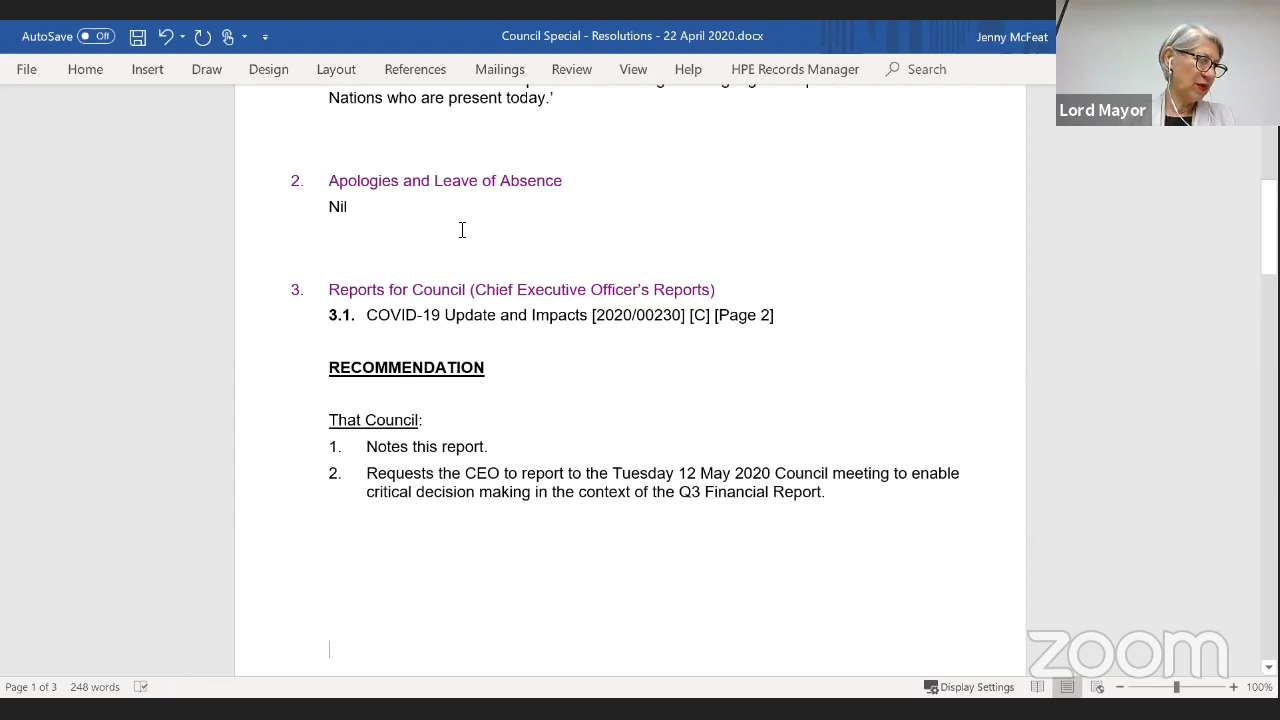 AutoSave Off
Council Special - Resolutions - 22 April 2020.docx
Jenny McFeat
File Home Insert Draw Design Layout References Mailings Review View Help HPE Records Manager Search
Lord Mayor
Nations who are present today.’
2. Apologies and Leave of Absence
Nil
3. Reports for Council (Chief Executive Officer’s Reports)
3.1. COVID-19 Update and Impacts [2020/00230] [C] [Page 2]
RECOMMENDATION
That Council:
1. Notes this report.
2. Requests the CEO to report to the Tuesday 12 May 2020 Council meeting to enable
critical decision making in the context of the Q3 Financial Report.
zoom
Page 1 of 3 248 words
Display Settings
100%